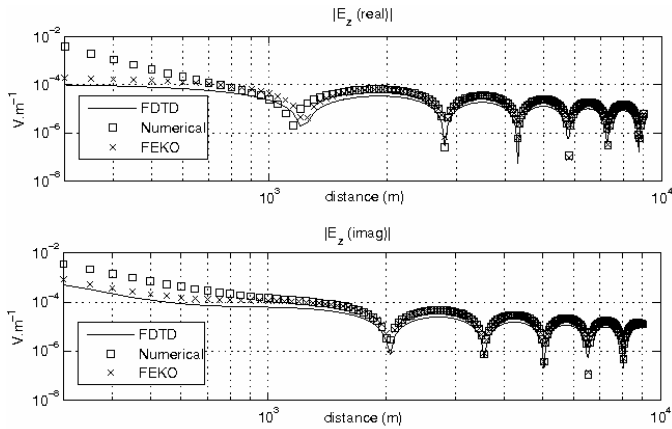 |E_z (real)|
10^-2
10^-4
10^-6
10^-8
V.m^-1
FDTD
Numerical
FEKO
10^3
10^4
distance (m)
|E_z (imag)|
10^-2
10^-4
10^-6
10^-8
V.m^-1
FDTD
Numerical
FEKO
10^3
10^4
distance (m)